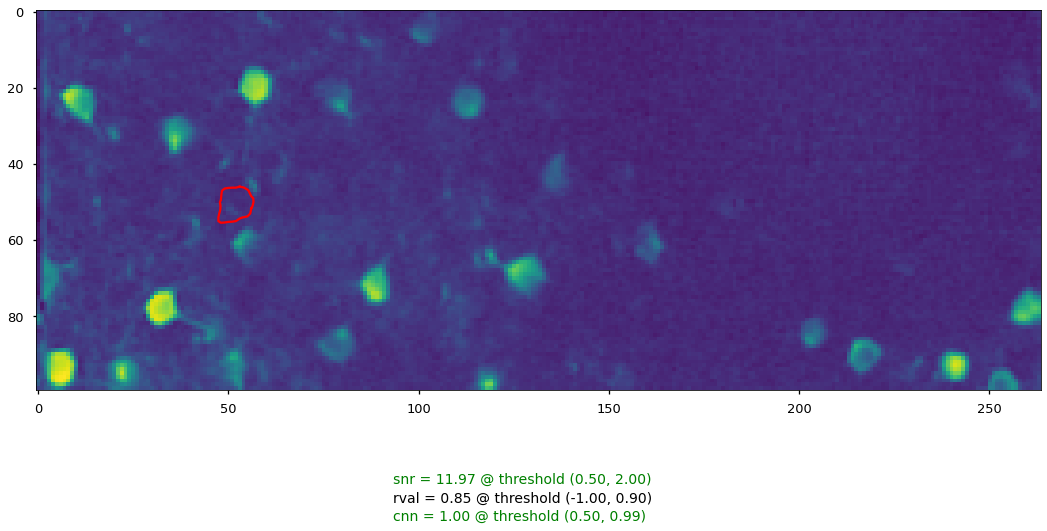 0
20
40
60
80
0 50 100 150 200 250
snr = 11.97 @ threshold (0.50, 2.00)
rval = 0.85 @ threshold (-1.00, 0.90)
cnn = 1.00 @ threshold (0.50, 0.99)